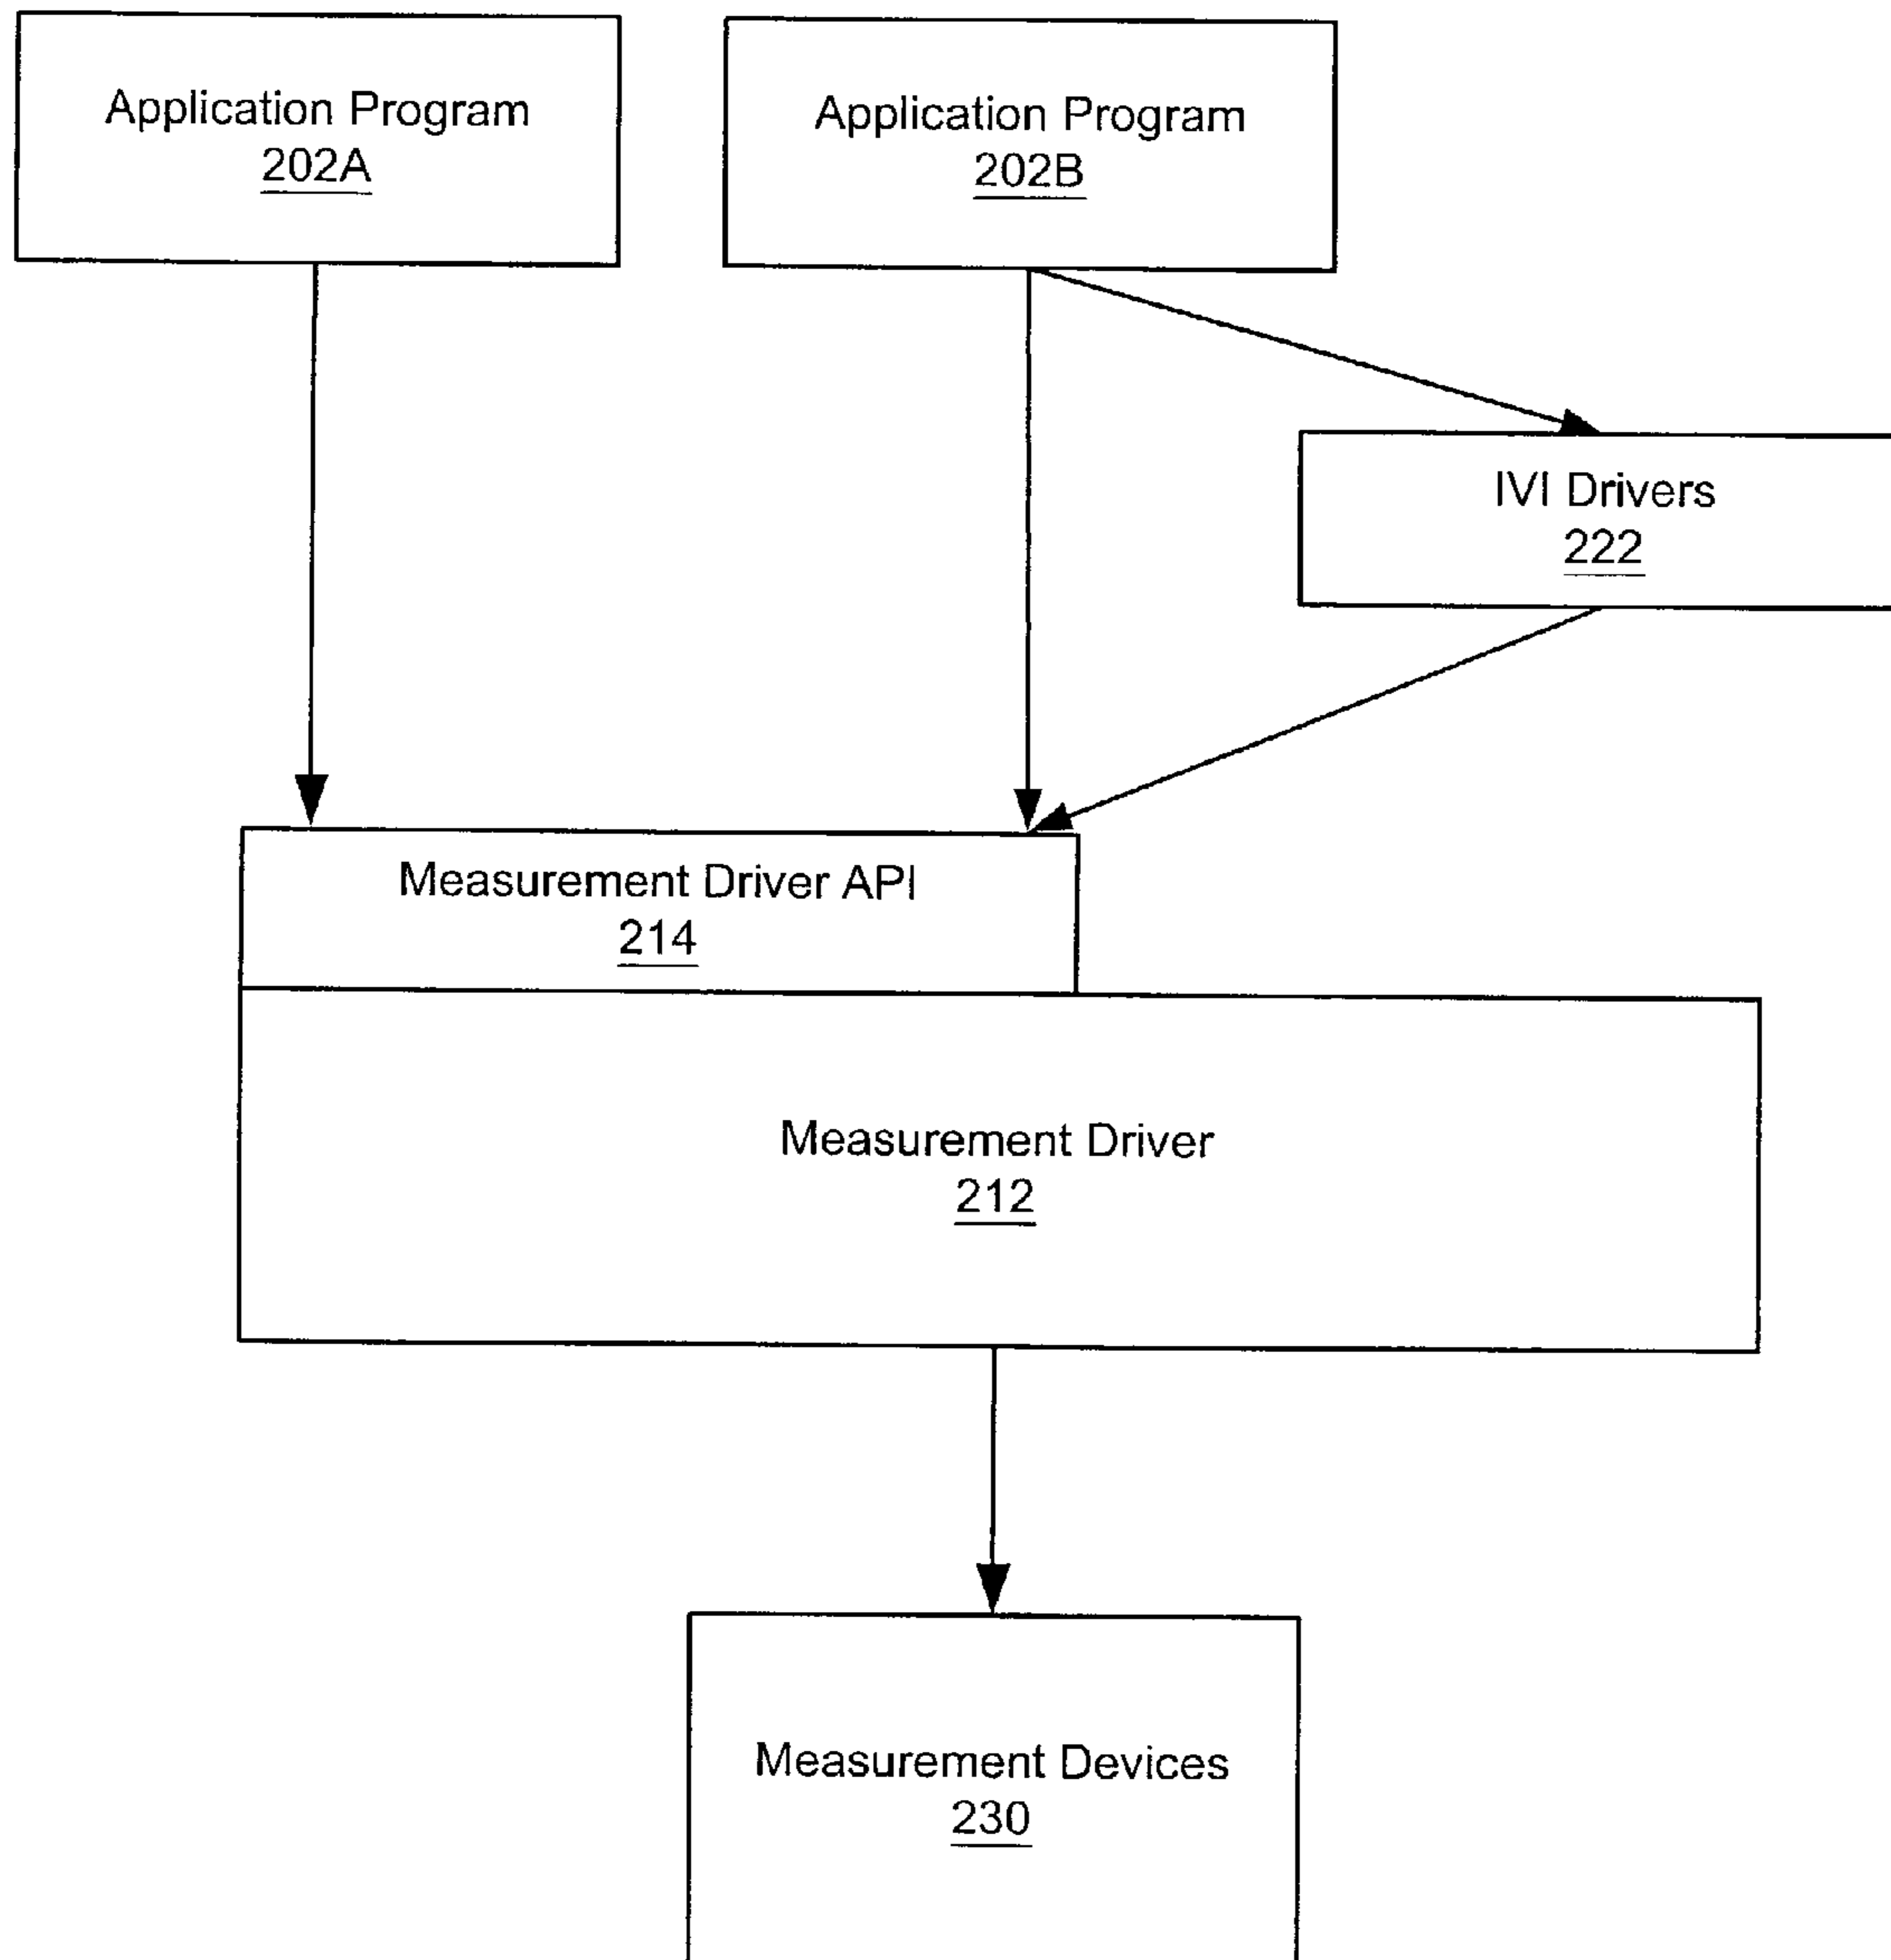 Application Program
202A
Application Program
202B
IVI Drivers
222
Measurement Driver API
214
Measurement Driver
212
Measurement Devices
230